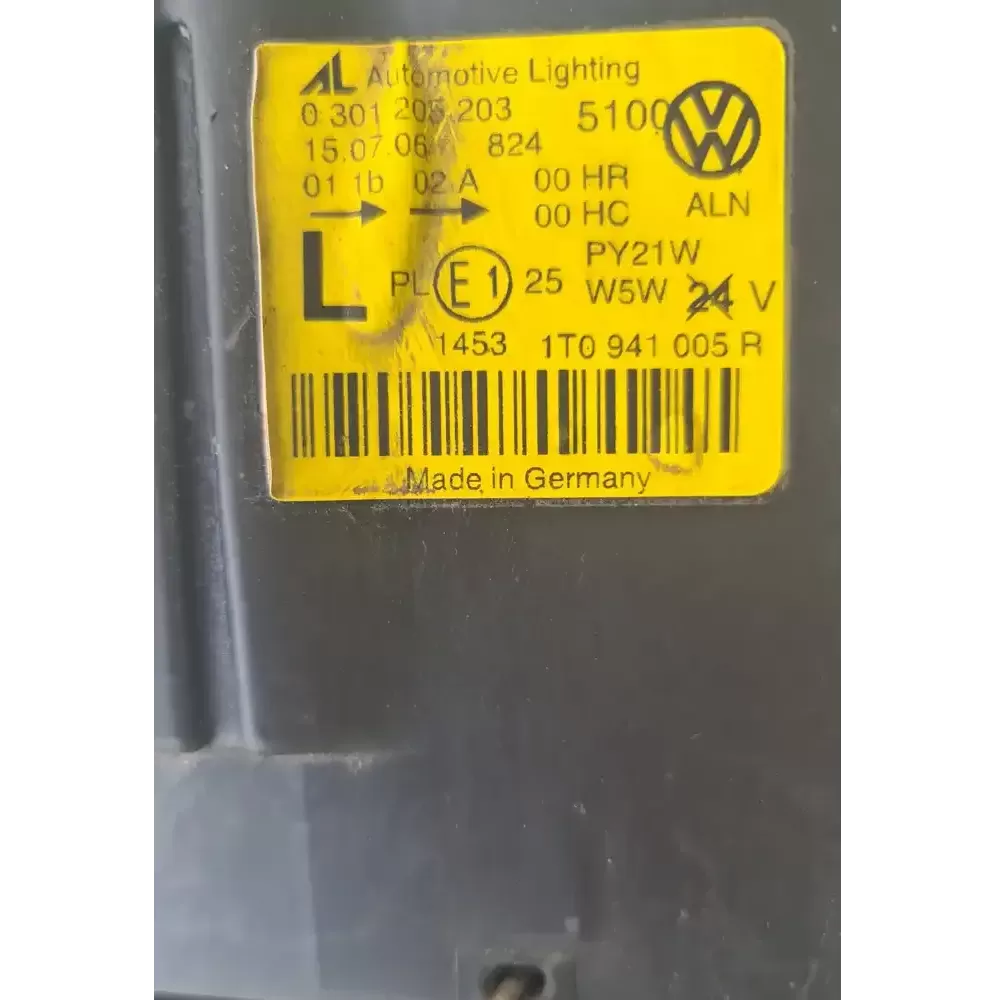 AL Automotive Lighting
0 301 205 203 5100
15.07.06 824
01 1b 02 A 00 HR
00 HC ALN
L PL E1 25 PY21W
W5W 24 V
1453 1T0 941 005 R
Made in Germany